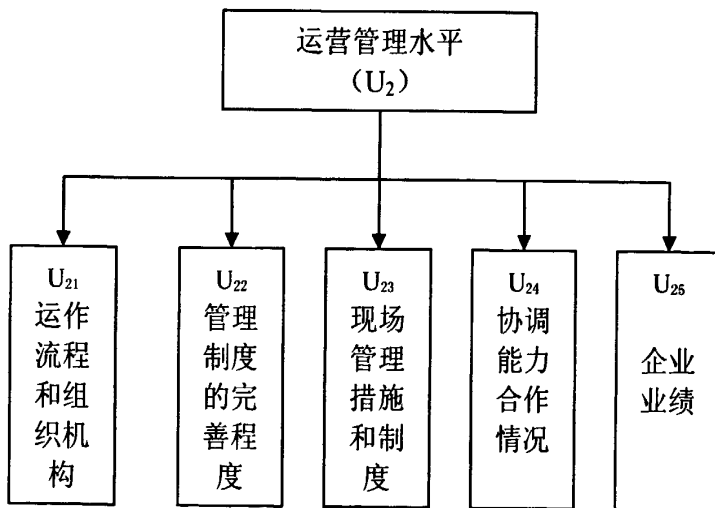 运营管理水平
（U₂）
U₂₁
运作
流程
和组
织机
构
U₂₂
管理
制度
的完
善程
度
U₂₃
现场
管理
措施
和制
度
U₂₄
协调
能力
合作
情况
U₂₅
企业
业绩